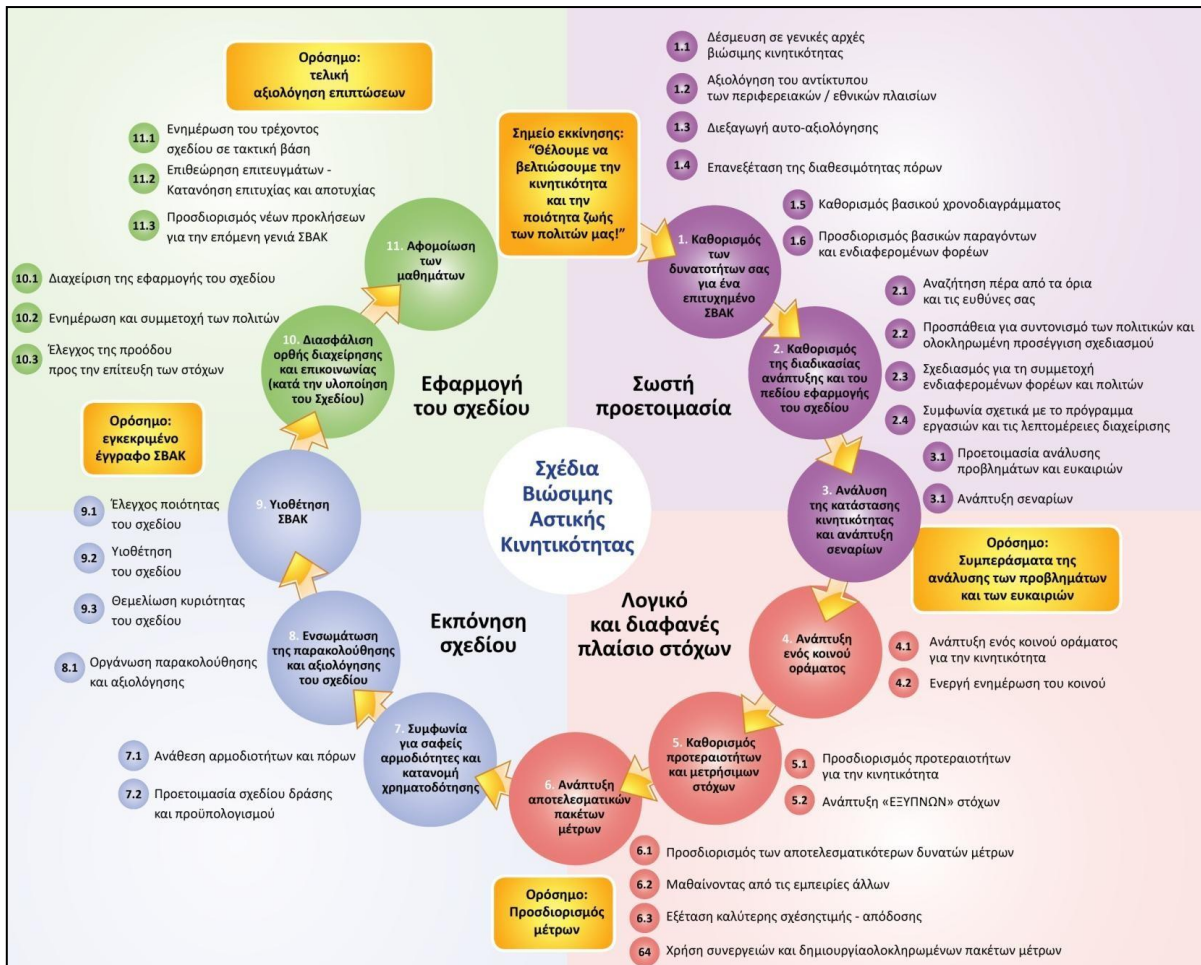 Ορόσημο:
τελική
αξιολόγηση επιπτώσεων
11.1 Ενημέρωση του τρέχοντος
σχεδίου σε τακτική βάση
11.2 Επιθεώρηση επιτευγμάτων -
Κατανόηση επιτυχίας και αποτυχίας
11.3 Προσδιορισμός νέων προκλήσεων
για την επόμενη γενιά ΣΒΑΚ
Σημείο εκκίνησης:
“Θέλουμε να
βελτιώσουμε την
κινητικότητα
και την
ποιότητα ζωής
των πολιτών μας!”
1.1 Δέσμευση σε γενικές αρχές
βιώσιμης κινητικότητας
1.2 Αξιολόγηση του αντίκτυπου
των περιφερειακών / εθνικών πλαισίων
1.3 Διεξαγωγή αυτο-αξιολόγησης
1.4 Επανεξέταση της διαθεσιμότητας πόρων
1.5 Καθορισμός βασικού χρονοδιαγράμματος
1.6 Προσδιορισμός βασικών παραγόντων
και ενδιαφερομένων φορέων
1. Καθορισμός
των
δυνατοτήτων σας
για ένα
επιτυχημένο
ΣΒΑΚ
2.1 Αναζήτηση πέρα από τα όρια
και τις ευθύνες σας
2.2 Προσπάθεια για συντονισμό των πολιτικών και
ολοκληρωμένη προσέγγιση σχεδιασμού
2.3 Σχεδιασμός για τη συμμετοχή
ενδιαφερομένων φορέων και πολιτών
2.4 Συμφωνία σχετικά με το πρόγραμμα
εργασιών και τις λεπτομέρειες διαχείρισης
2. Καθορισμός
της διαδικασία
ανάπτυξης και του
πεδίου εφαρμογής
του σχεδίου
3.1 Προετοιμασία ανάλυσης
προβλημάτων και ευκαιριών
3.1 Ανάπτυξη σεναρίων
3. Ανάλυση
της κατάστασης
κινητικότητας
και ανάπτυξη
σεναρίων
Ορόσημο:
Συμπεράσματα της
ανάλυσης των προβλημάτων
και των ευκαιριών
11. Αφομοίωση
των
μαθημάτων
10.1 Διαχείριση της εφαρμογής του σχεδίου
10.2 Ενημέρωση και συμμετοχή των πολιτών
10.3 Έλεγχος της προόδου
προς την επίτευξη των στόχων
10. Διασφάλιση
ορθής διαχείρησης
και επικοινωνίας
(κατά την υλοποίηση
του Σχεδίου)
Εφαρμογή
του σχεδίου
Σωστή
προετοιμασία
Ορόσημο:
εγκεκριμένο
έγγραφο ΣΒΑΚ
9. Υιοθέτηση
ΣΒΑΚ
Σχέδια
Βιώσιμης
Αστικής
Κινητικότητας
9.1 Έλεγχος ποιότητας
του σχεδίου
9.2 Υιοθέτηση
του σχεδίου
9.3 Θεμελίωση κυριότητας
του σχεδίου
8. Ενσωμάτωση
της παρακολούθησης
και αξιολόγησης
του σχεδίου
8.1 Οργάνωση παρακολούθησης
και αξιολόγησης
Εκπόνηση
σχεδίου
Λογικό
και διαφανές
πλαίσιο στόχων
4. Ανάπτυξη
ενός κοινού
οράματος
4.1 Ανάπτυξη ενός κοινού οράματος
για την κινητικότητα
4.2 Ενεργή ενημέρωση του κοινού
7.1 Ανάθεση αρμοδιοτήτων και πόρων
7.2 Προετοιμασία σχεδίου δράσης
και προϋπολογισμού
7. Συμφωνία
για σαφείς
αρμοδιότητες και
κατανομή
χρηματοδότησης
6. Ανάπτυξη
αποτελεσματικών
πακέτων
μέτρων
5. Καθορισμός
προτεραιοτήτων
και μετρήσιμων
στόχων
5.1 Προσδιορισμός προτεραιοτήτων
για την κινητικότητα
5.2 Ανάπτυξη «ΕΞΥΠΝΩΝ» στόχων
Ορόσημο:
Προσδιορισμός
μέτρων
6.1 Προσδιορισμός των αποτελεσματικότερων δυνατών μέτρων
6.2 Μαθαίνοντας από τις εμπειρίες άλλων
6.3 Εξέταση καλύτερης σχέσηςτιμής - απόδοσης
64 Χρήση συνεργειών και δημιουργίαολοκληρωμένων πακέτων μέτρων